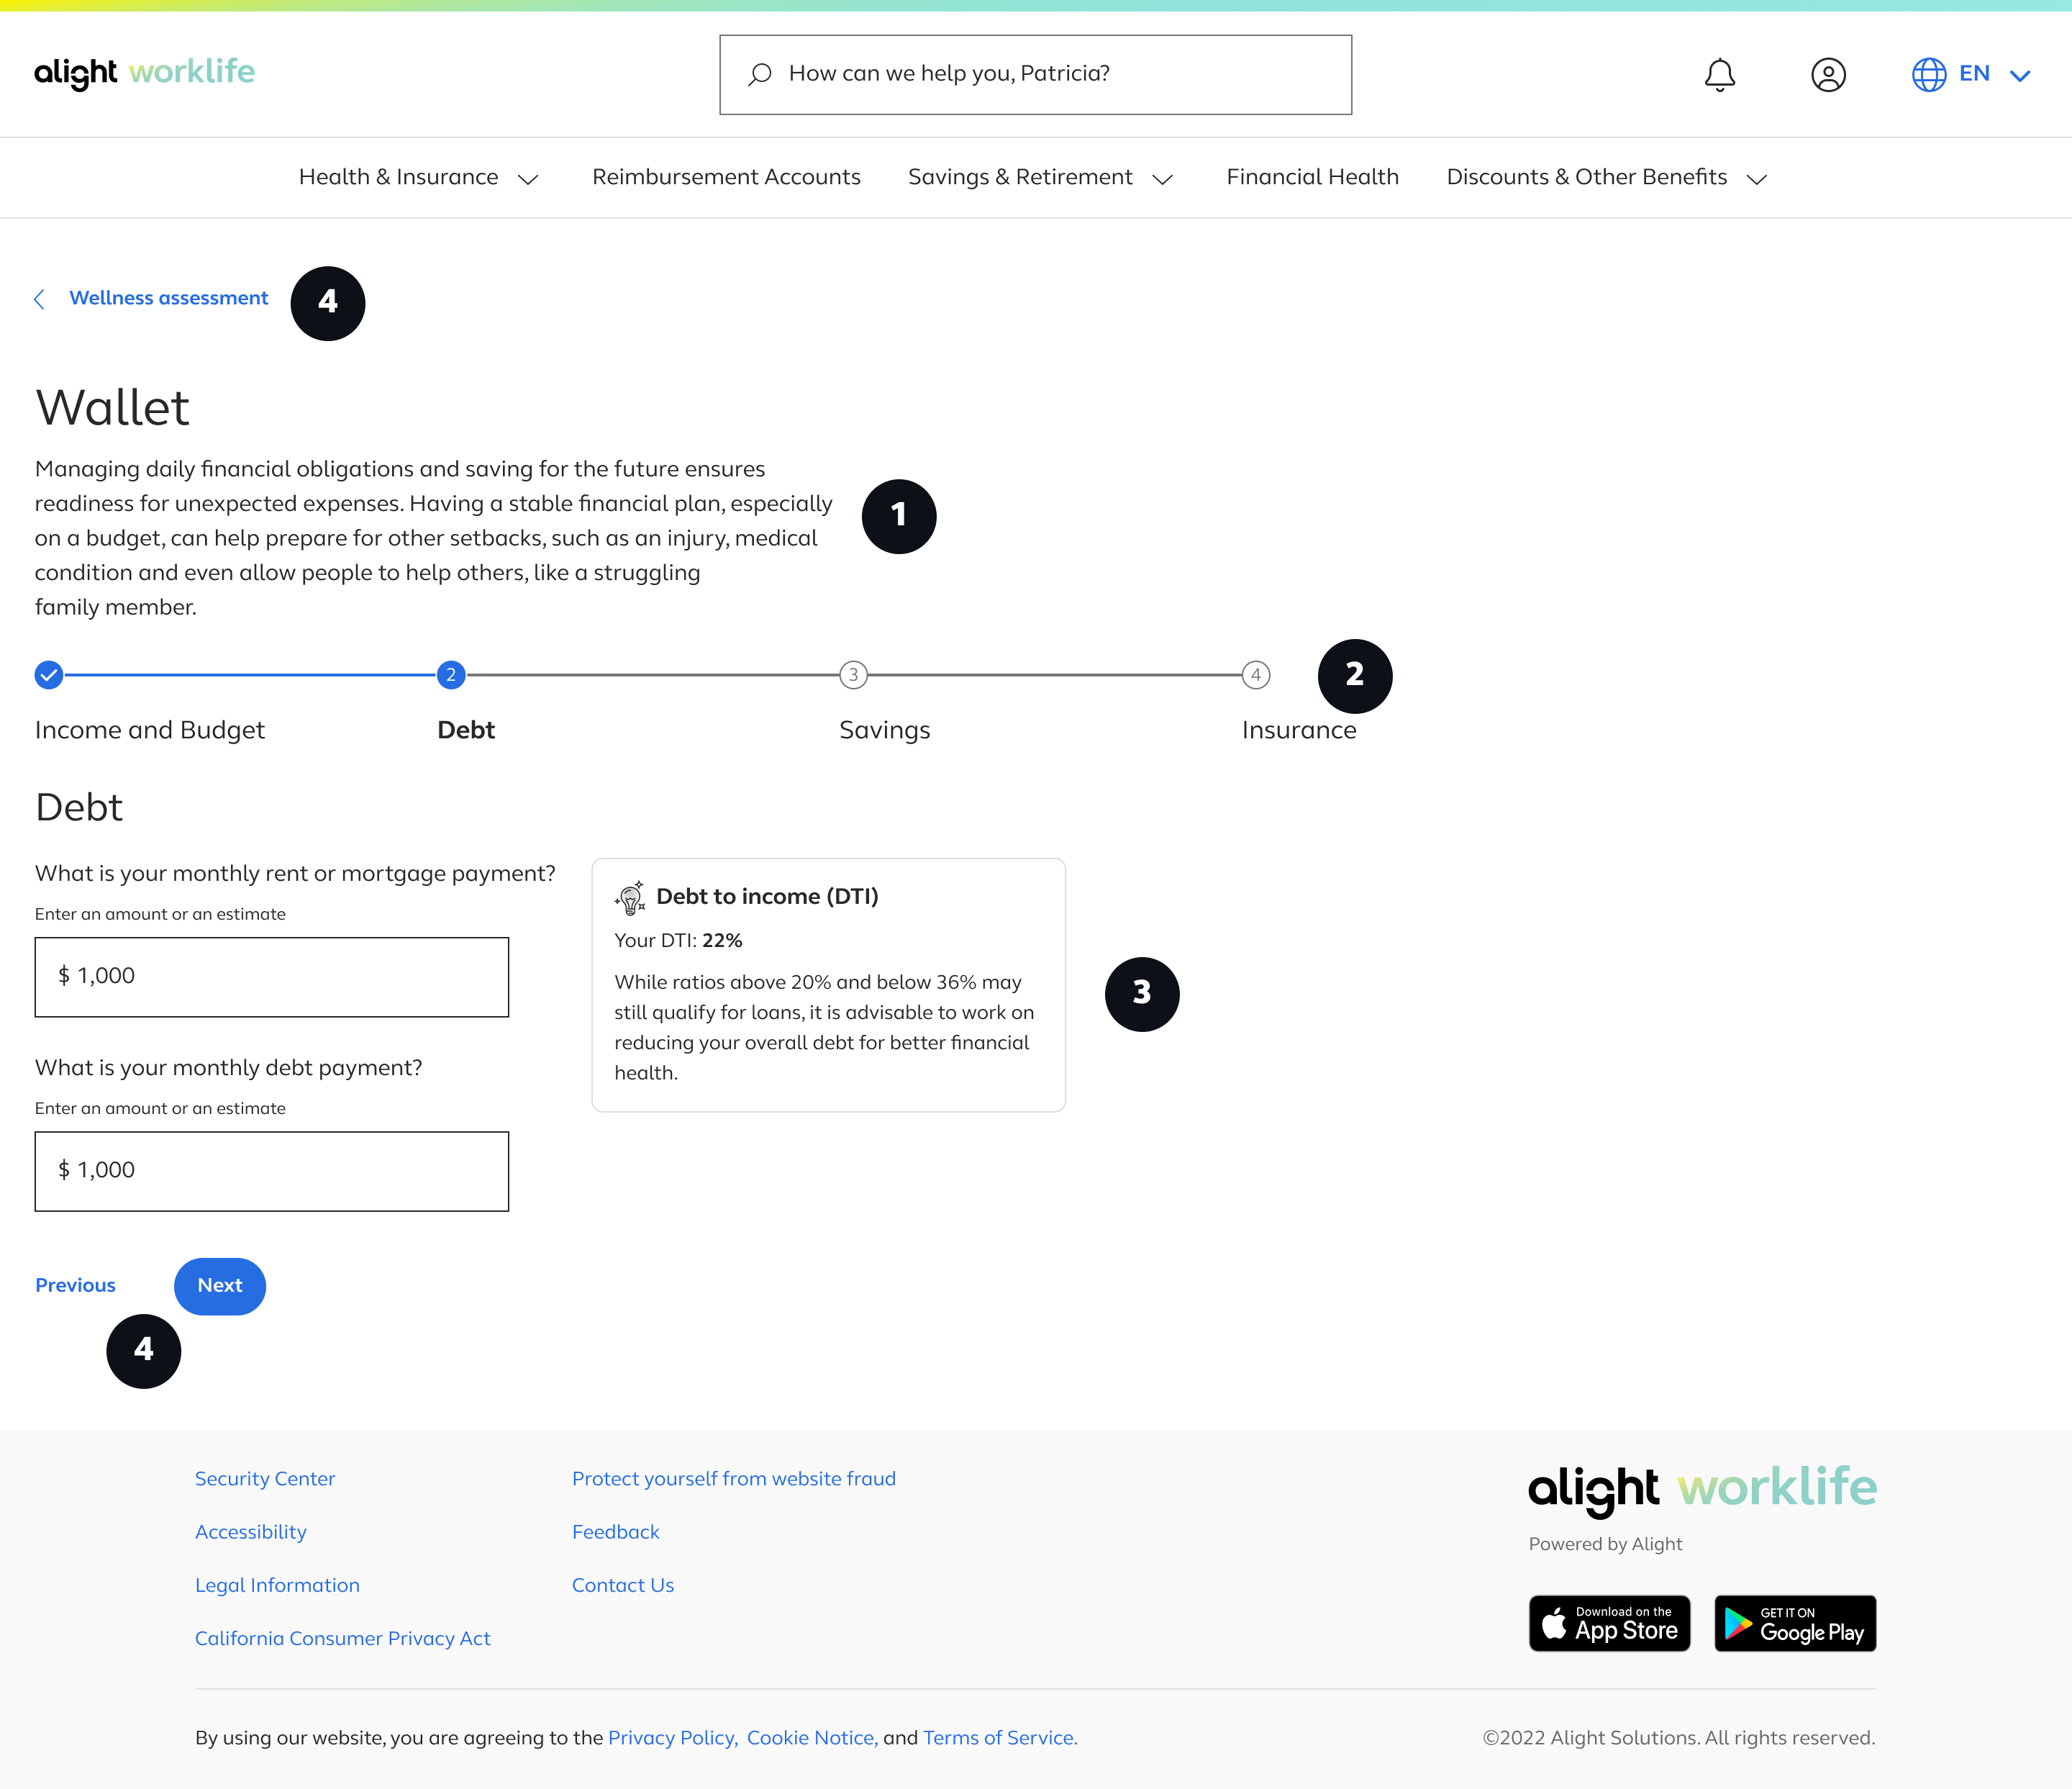 alight worklife
How can we help you, Patricia?
EN
Health & Insurance
Reimbursement Accounts
Savings & Retirement
Financial Health
Discounts & Other Benefits
Wellness assessment
4
Wallet
Managing daily financial obligations and saving for the future ensures
readiness for unexpected expenses. Having a stable financial plan, especially
on a budget, can help prepare for other setbacks, such as an injury, medical
condition and even allow people to help others, like a struggling
family member.
1
2
3
4
2
Income and Budget
Debt
Savings
Insurance
Debt
What is your monthly rent or mortgage payment?
Enter an amount or an estimate
$ 1,000
What is your monthly debt payment?
Enter an amount or an estimate
$ 1,000
Debt to income (DTI)
Your DTI: 22%
While ratios above 20% and below 36% may
still qualify for loans, it is advisable to work on
reducing your overall debt for better financial
health.
3
Previous
Next
4
Security Center
Accessibility
Legal Information
California Consumer Privacy Act
Protect yourself from website fraud
Feedback
Contact Us
alight worklife
Powered by Alight
Download on the
App Store
GET IT ON
Google Play
By using our website, you are agreeing to the Privacy Policy, Cookie Notice, and Terms of Service.
©2022 Alight Solutions. All rights reserved.